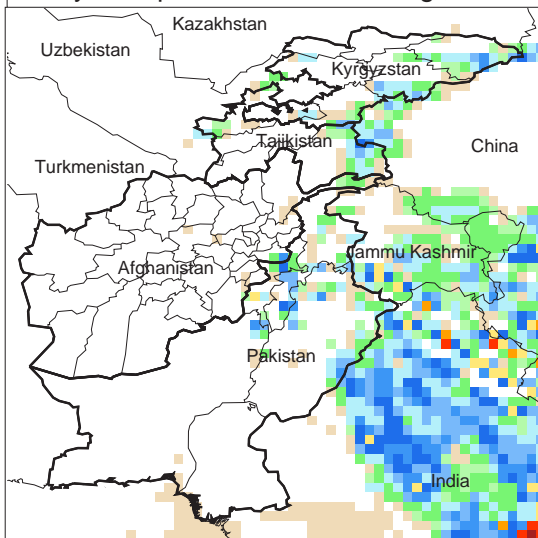 Kazakhstan
Uzbekistan
Kyrgyzstan
Tajikistan
China
Turkmenistan
Jammu Kashmir
Afghanistan
Pakistan
India